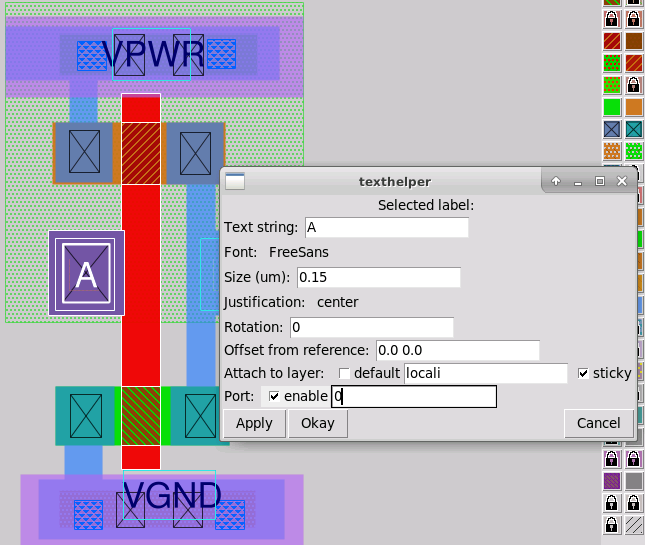 VPWR
texthelper
Selected label:
Text string: A
Font: FreeSans
A
Size (um): 0.15
Justification: center
Rotation: 0
Offset from reference: 0.0 0.0
Attach to layer: default locali sticky
Port: enable 0
Apply Okay Cancel
VGND